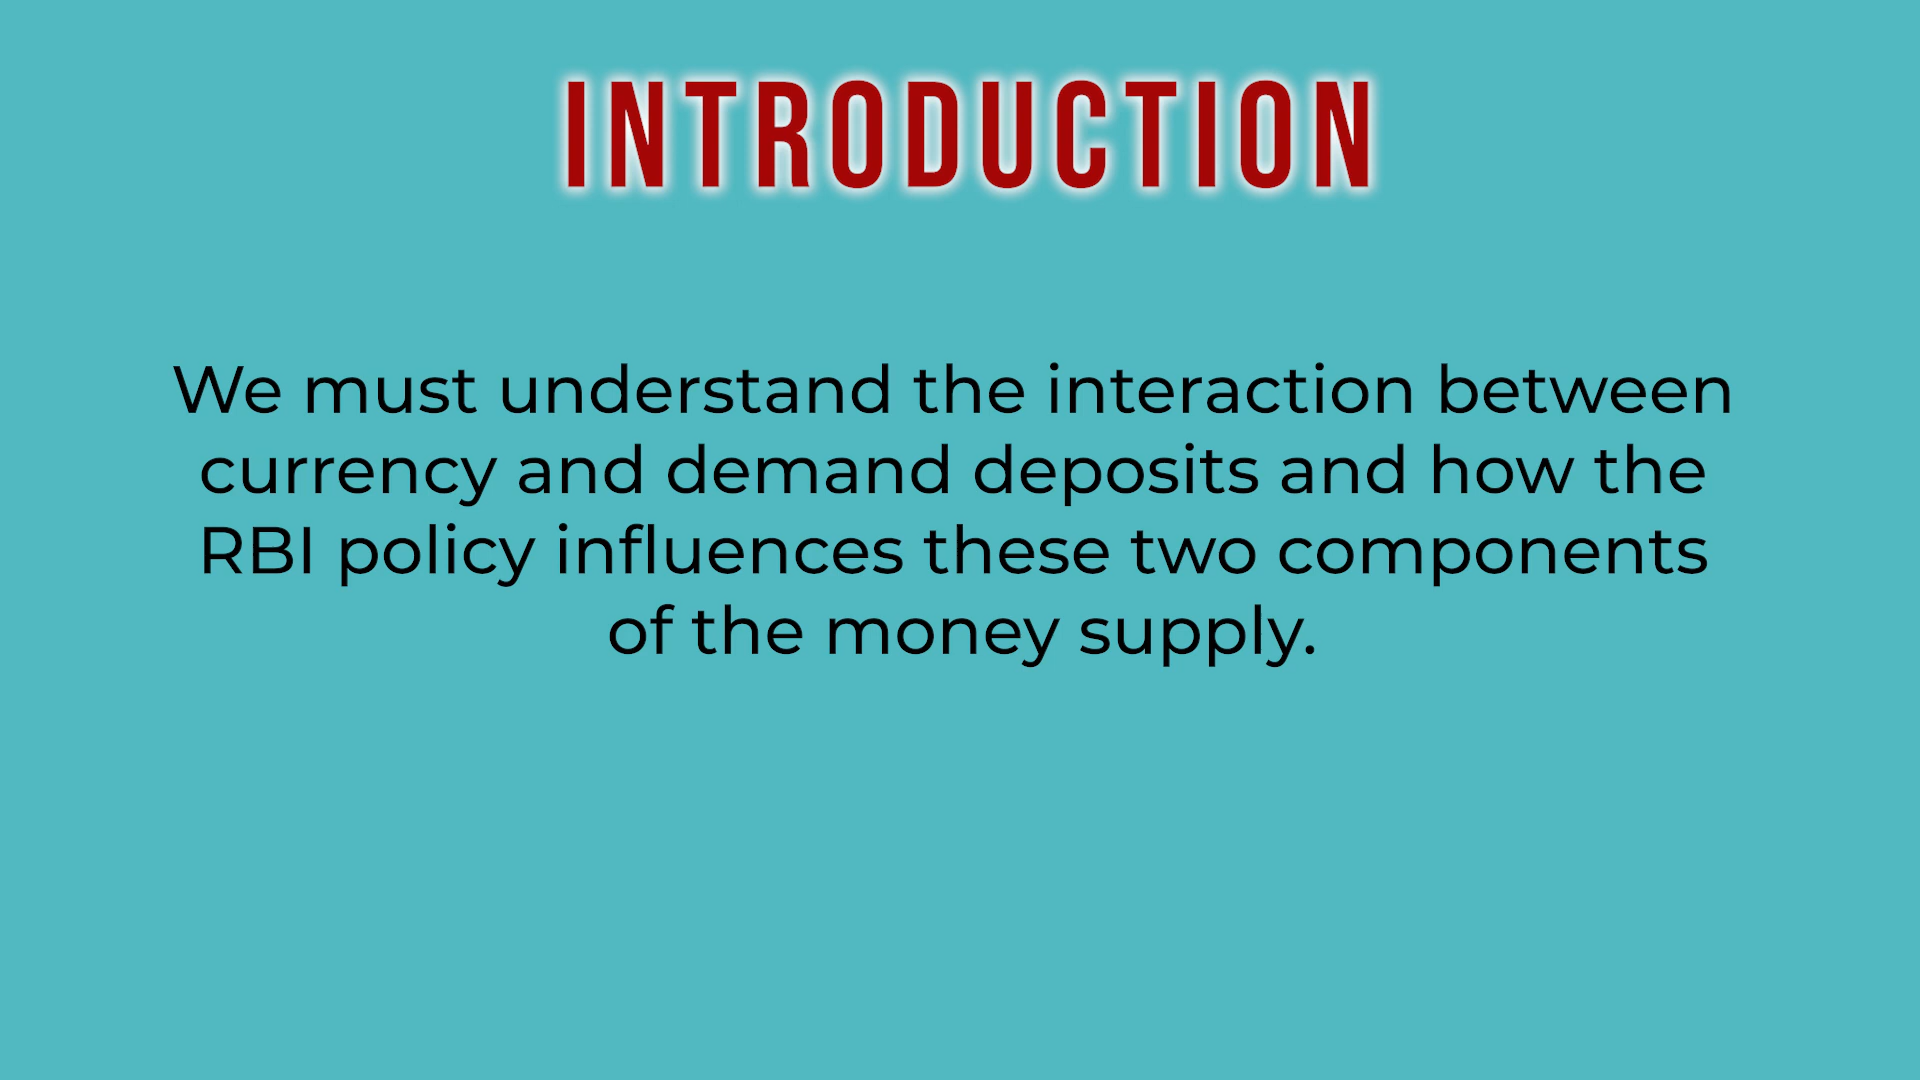 INTRODUCTION
We must understand the interaction between
currency and demand deposits and how the
RBI policy influences these two components
of the money supply.